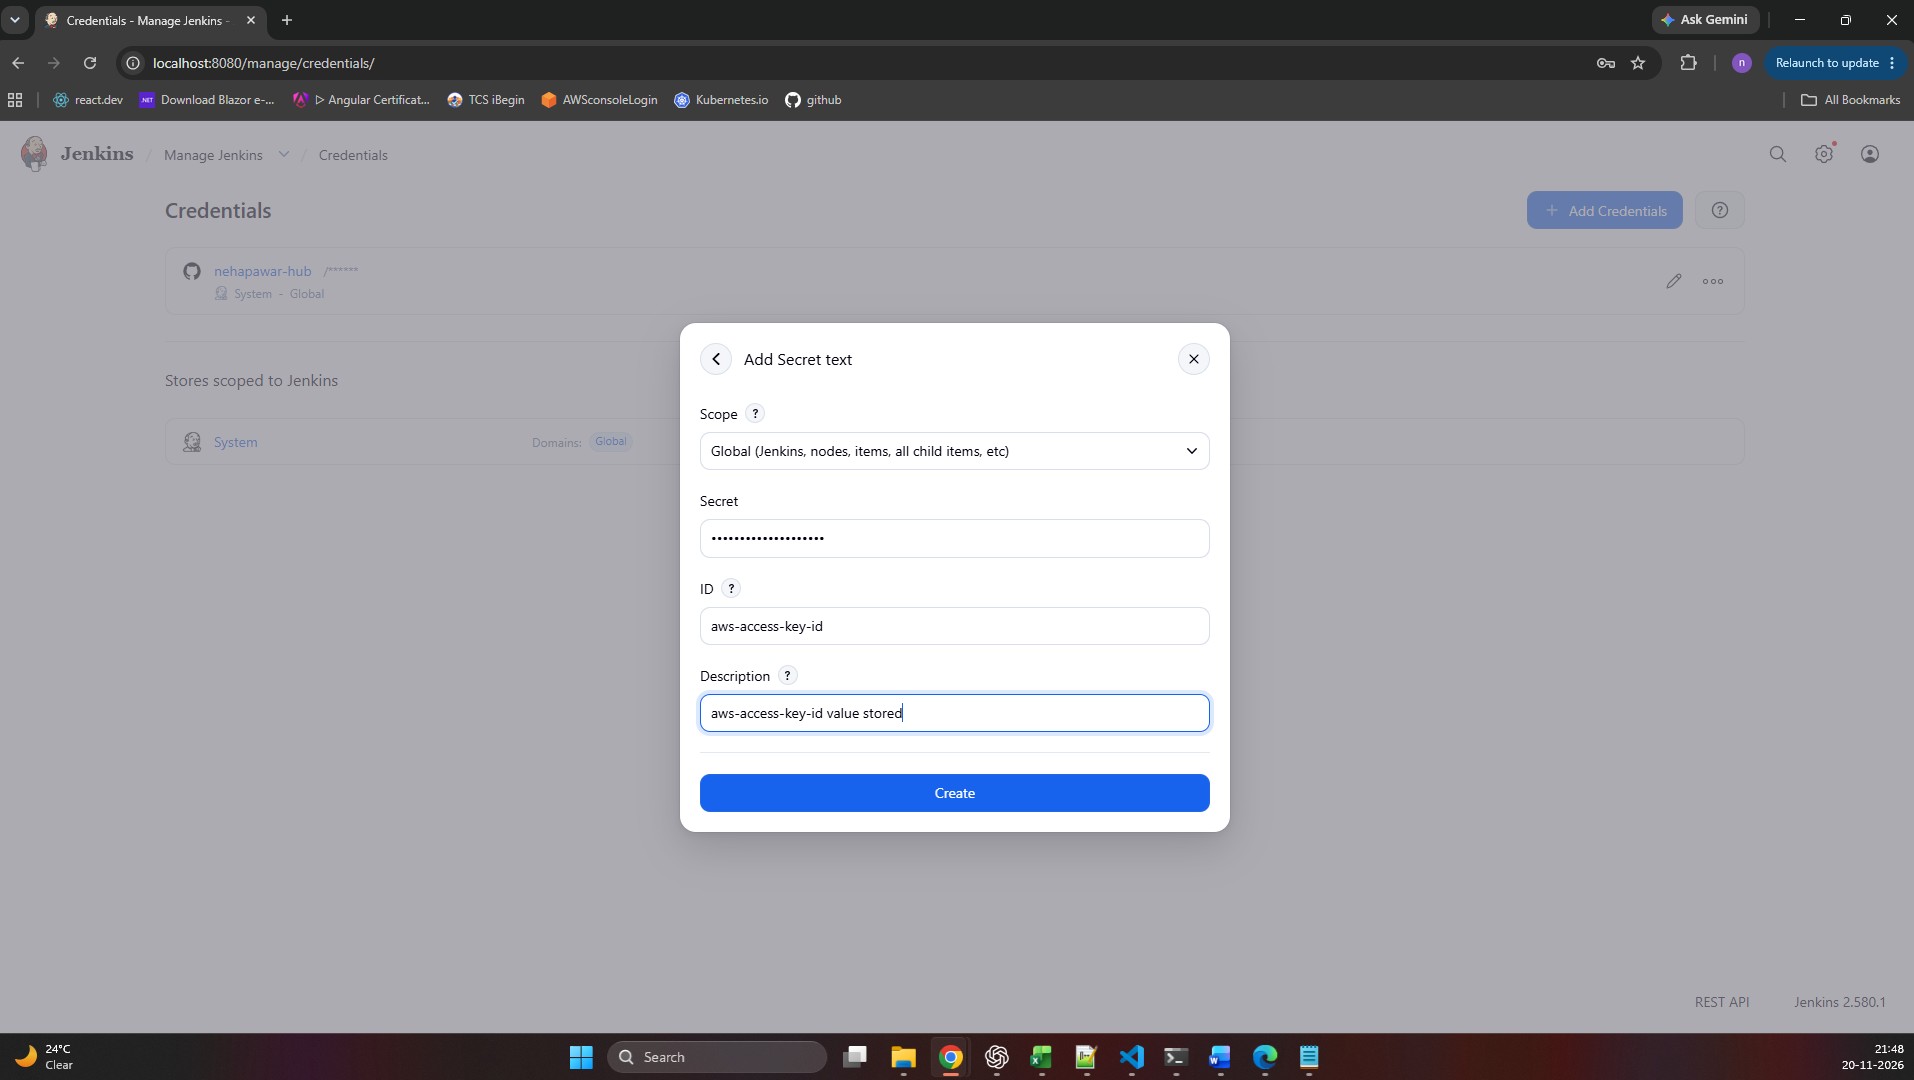 Credentials - Manage Jenkins -
Ask Gemini
localhost:8080/manage/credentials/
n
Relaunch to update
react.dev
.NET
Download Blazor e-...
Angular Certificat...
TCS iBegin
AWSconsoleLogin
Kubernetes.io
github
All Bookmarks
Jenkins / Manage Jenkins / Credentials
Credentials
+ Add Credentials
nehapawar-hub /******
System - Global
Stores scoped to Jenkins
System
Domains: Global
Add Secret text
Scope ?
Global (Jenkins, nodes, items, all child items, etc)
Secret
••••••••••••••••••••
ID ?
aws-access-key-id
Description ?
aws-access-key-id value stored
Create
REST API
Jenkins 2.580.1
24°C
Clear
Search
21:48
20-11-2026